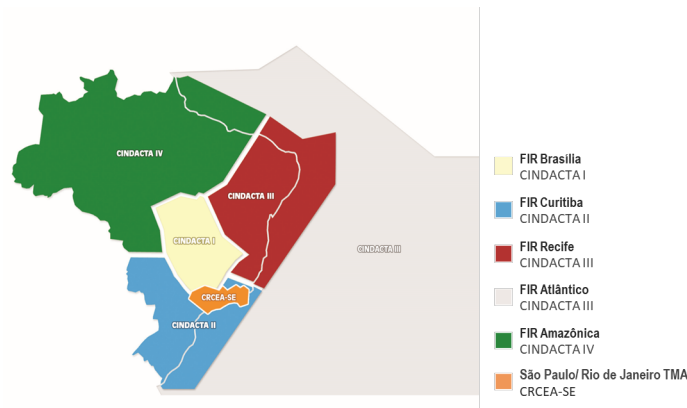 CINDACTA IV
CINDACTA III
CINDACTA I
CINDACTA III
CRCEA-SE
CINDACTA II
FIR Brasília
CINDACTA I
FIR Curitiba
CINDACTA II
FIR Recife
CINDACTA III
FIR Atlântico
CINDACTA III
FIR Amazônica
CINDACTA IV
São Paulo/ Rio de Janeiro TMA
CRCEA-SE